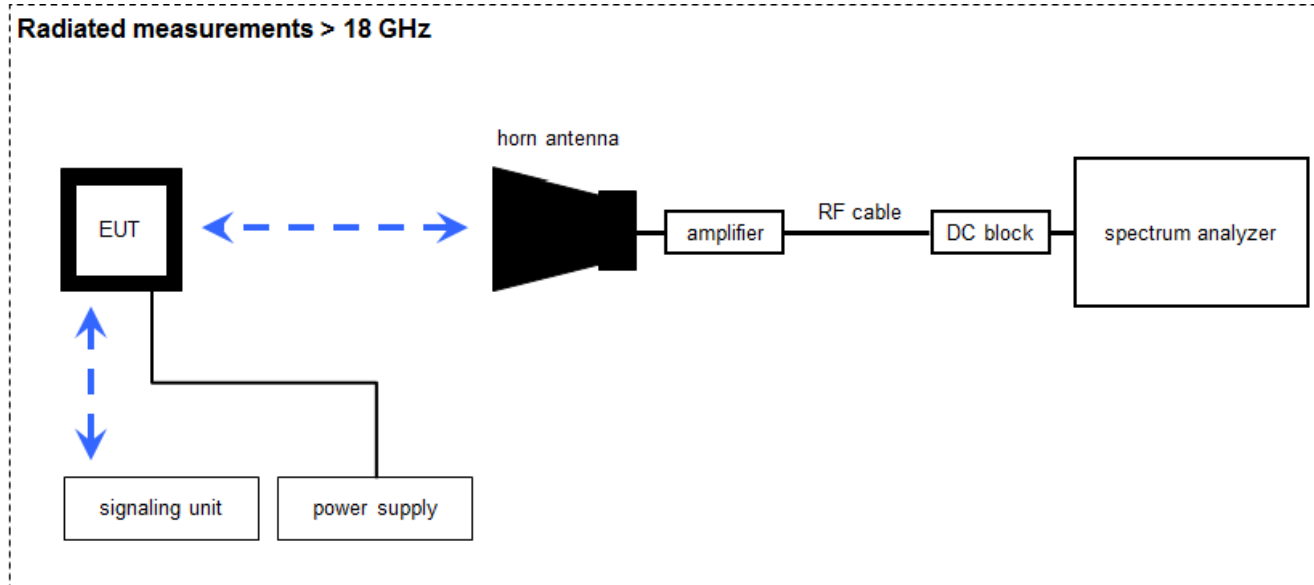 Radiated measurements > 18 GHz
horn antenna
EUT
amplifier
RF cable
DC block
spectrum analyzer
signaling unit
power supply